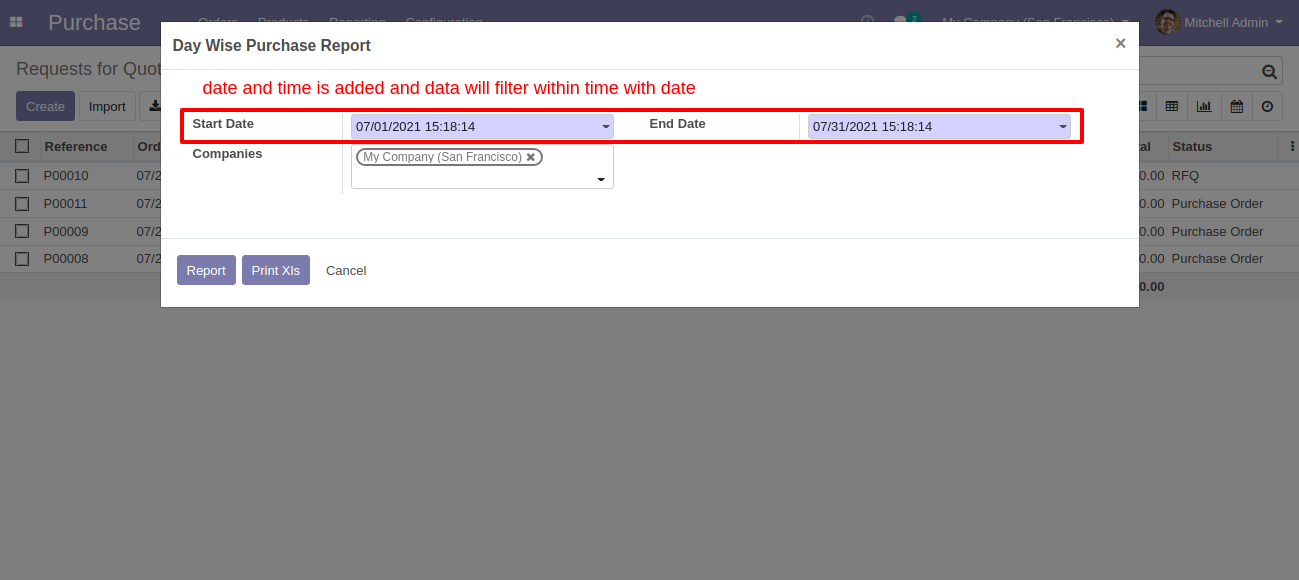 Purchase Orders Products Reporting Configuration 2 My Company (San Francisco) Mitchell Admin
Day Wise Purchase Report ×
Requests for Quot
date and time is added and data will filter within time with date
Create Import
Start Date 07/01/2021 15:18:14 End Date 07/31/2021 15:18:14
Reference Ord al Status
Companies My Company (San Francisco)
P00010 07/2 0.00 RFQ
P00011 07/2 0.00 Purchase Order
P00009 07/2 0.00 Purchase Order
P00008 07/2 0.00 Purchase Order
Report Print Xls Cancel
0.00